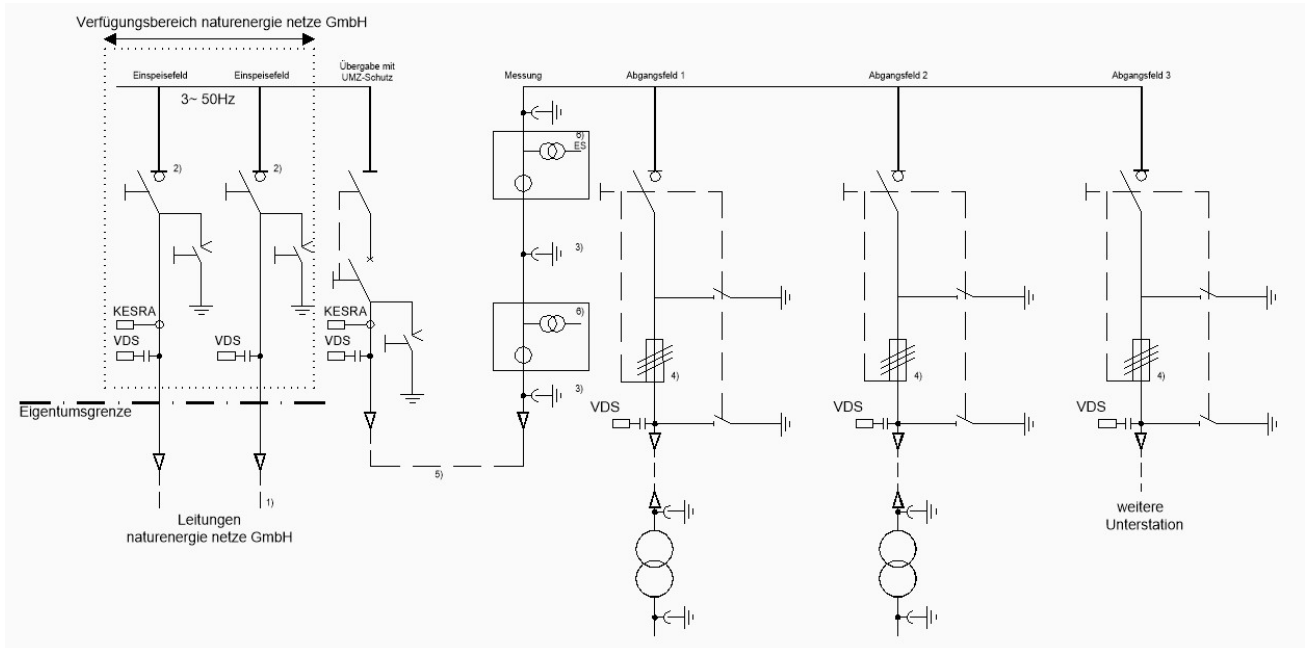 Verfügungsbereich naturenergie netze GmbH
Einspeisefeld
Einspeisefeld
Übergabe mit
UMZ-Schutz
Messung
Abgangsfeld 1
Abgangsfeld 2
Abgangsfeld 3
3~ 50Hz
6)
ES
2)
2)
3)
KESRA
KESRA
6)
VDS
VDS
VDS
4)
4)
4)
3)
Eigentumsgrenze
VDS
VDS
VDS
5)
1)
Leitungen
naturenergie netze GmbH
weitere
Unterstation